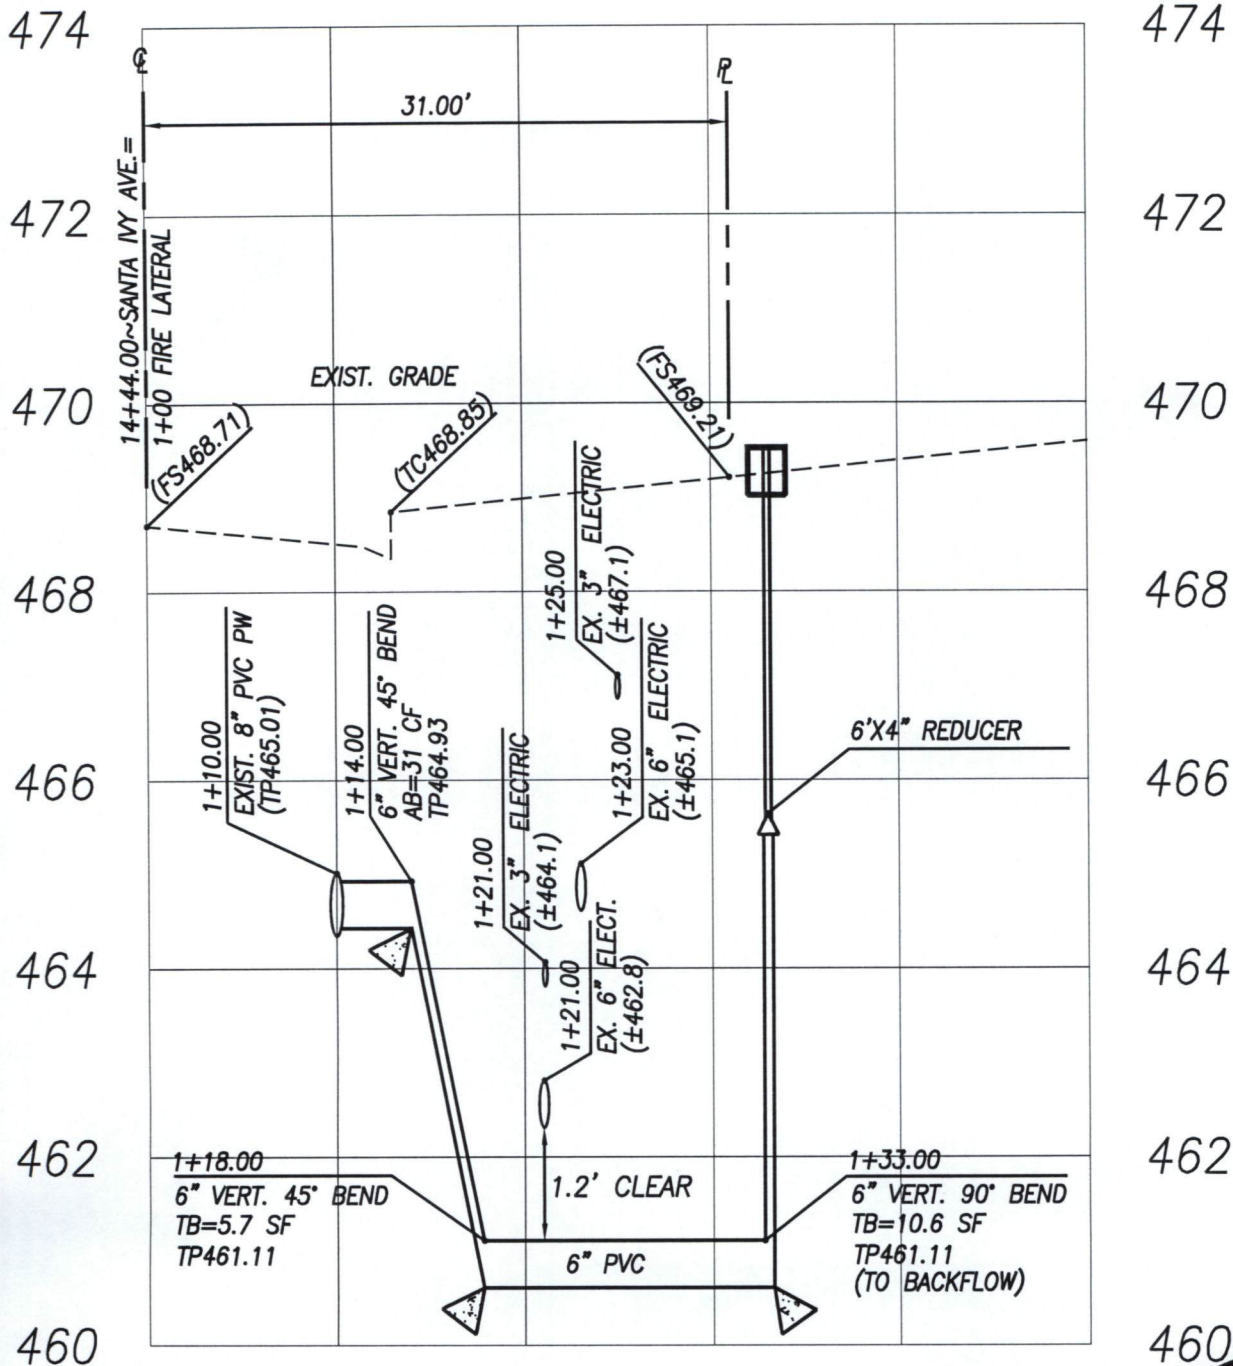 474
474
℄
℄
31.00'
14+44.00~SANTA IVY AVE.=
1+00 FIRE LATERAL
472
472
EXIST. GRADE
(FS468.71)
(TC468.85)
(FS469.21)
470
470
1+25.00
EX. 3" ELECTRIC
(±467.1)
468
468
1+10.00
EXIST. 8" PVC PW
(TP465.01)
1+14.00
6" VERT. 45° BEND
AB=31 CF
TP464.93
1+23.00
EX. 6" ELECTRIC
(±465.1)
6'X4" REDUCER
466
466
1+21.00
EX. 3" ELECTRIC
(±464.1)
1+21.00
EX. 6" ELECT.
(±462.8)
464
464
462
462
1+18.00
6" VERT. 45° BEND
TB=5.7 SF
TP461.11
1.2' CLEAR
6" PVC
1+33.00
6" VERT. 90° BEND
TB=10.6 SF
TP461.11
(TO BACKFLOW)
460
460